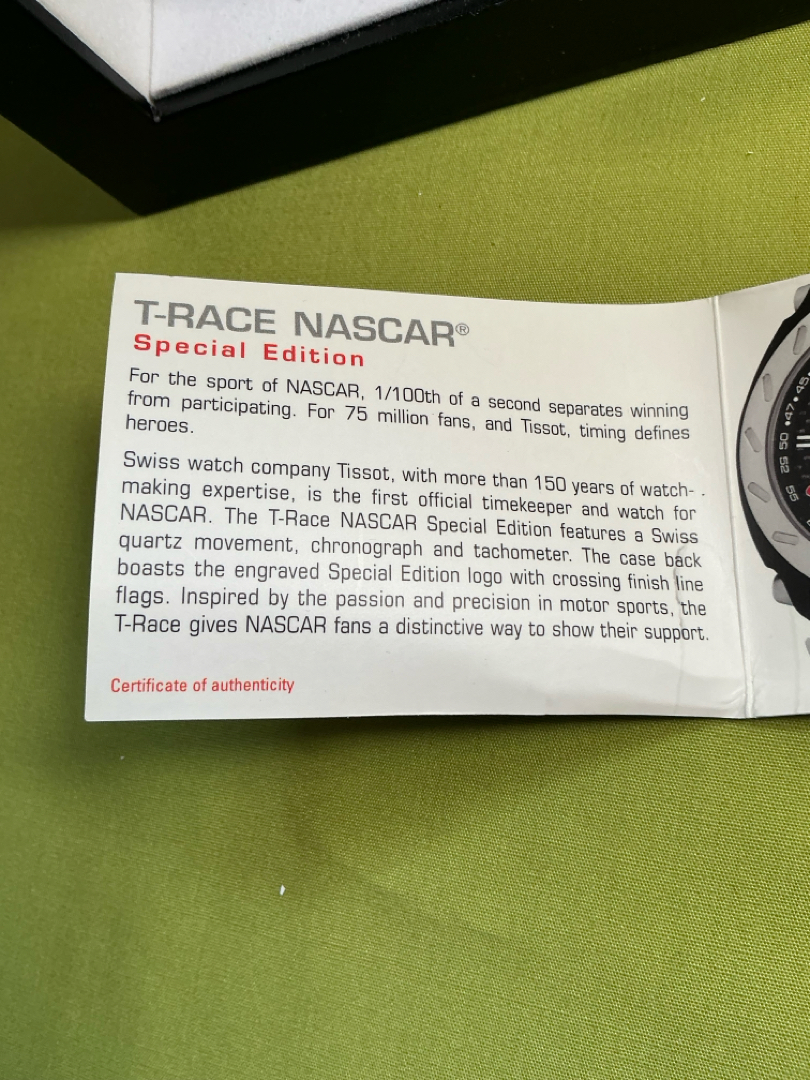 T-RACE NASCAR®
Special Edition
For the sport of NASCAR, 1/100th of a second separates winning
from participating. For 75 million fans, and Tissot, timing defines
heroes.
Swiss watch company Tissot, with more than 150 years of watch-
making expertise, is the first official timekeeper and watch for
NASCAR. The T-Race NASCAR Special Edition features a Swiss
quartz movement, chronograph and tachometer. The case back
boasts the engraved Special Edition logo with crossing finish line
flags. Inspired by the passion and precision in motor sports, the
T-Race gives NASCAR fans a distinctive way to show their support.
Certificate of authenticity
45
47
50
52
55